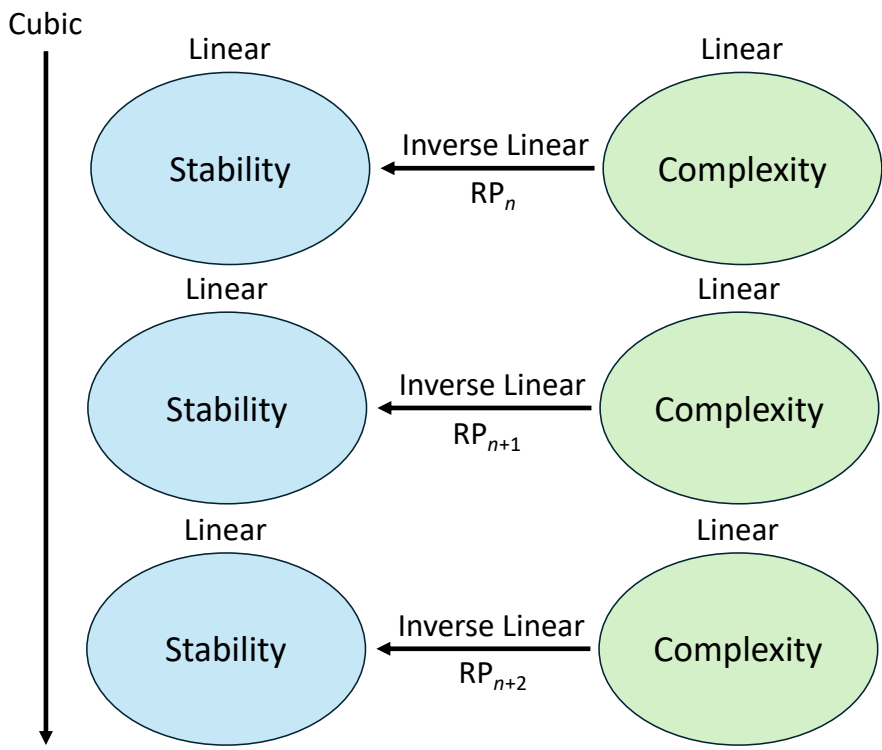 Cubic
Linear
Linear
Stability
Inverse Linear
RPn
Complexity
Linear
Linear
Stability
Inverse Linear
RPn+1
Complexity
Linear
Linear
Stability
Inverse Linear
RPn+2
Complexity